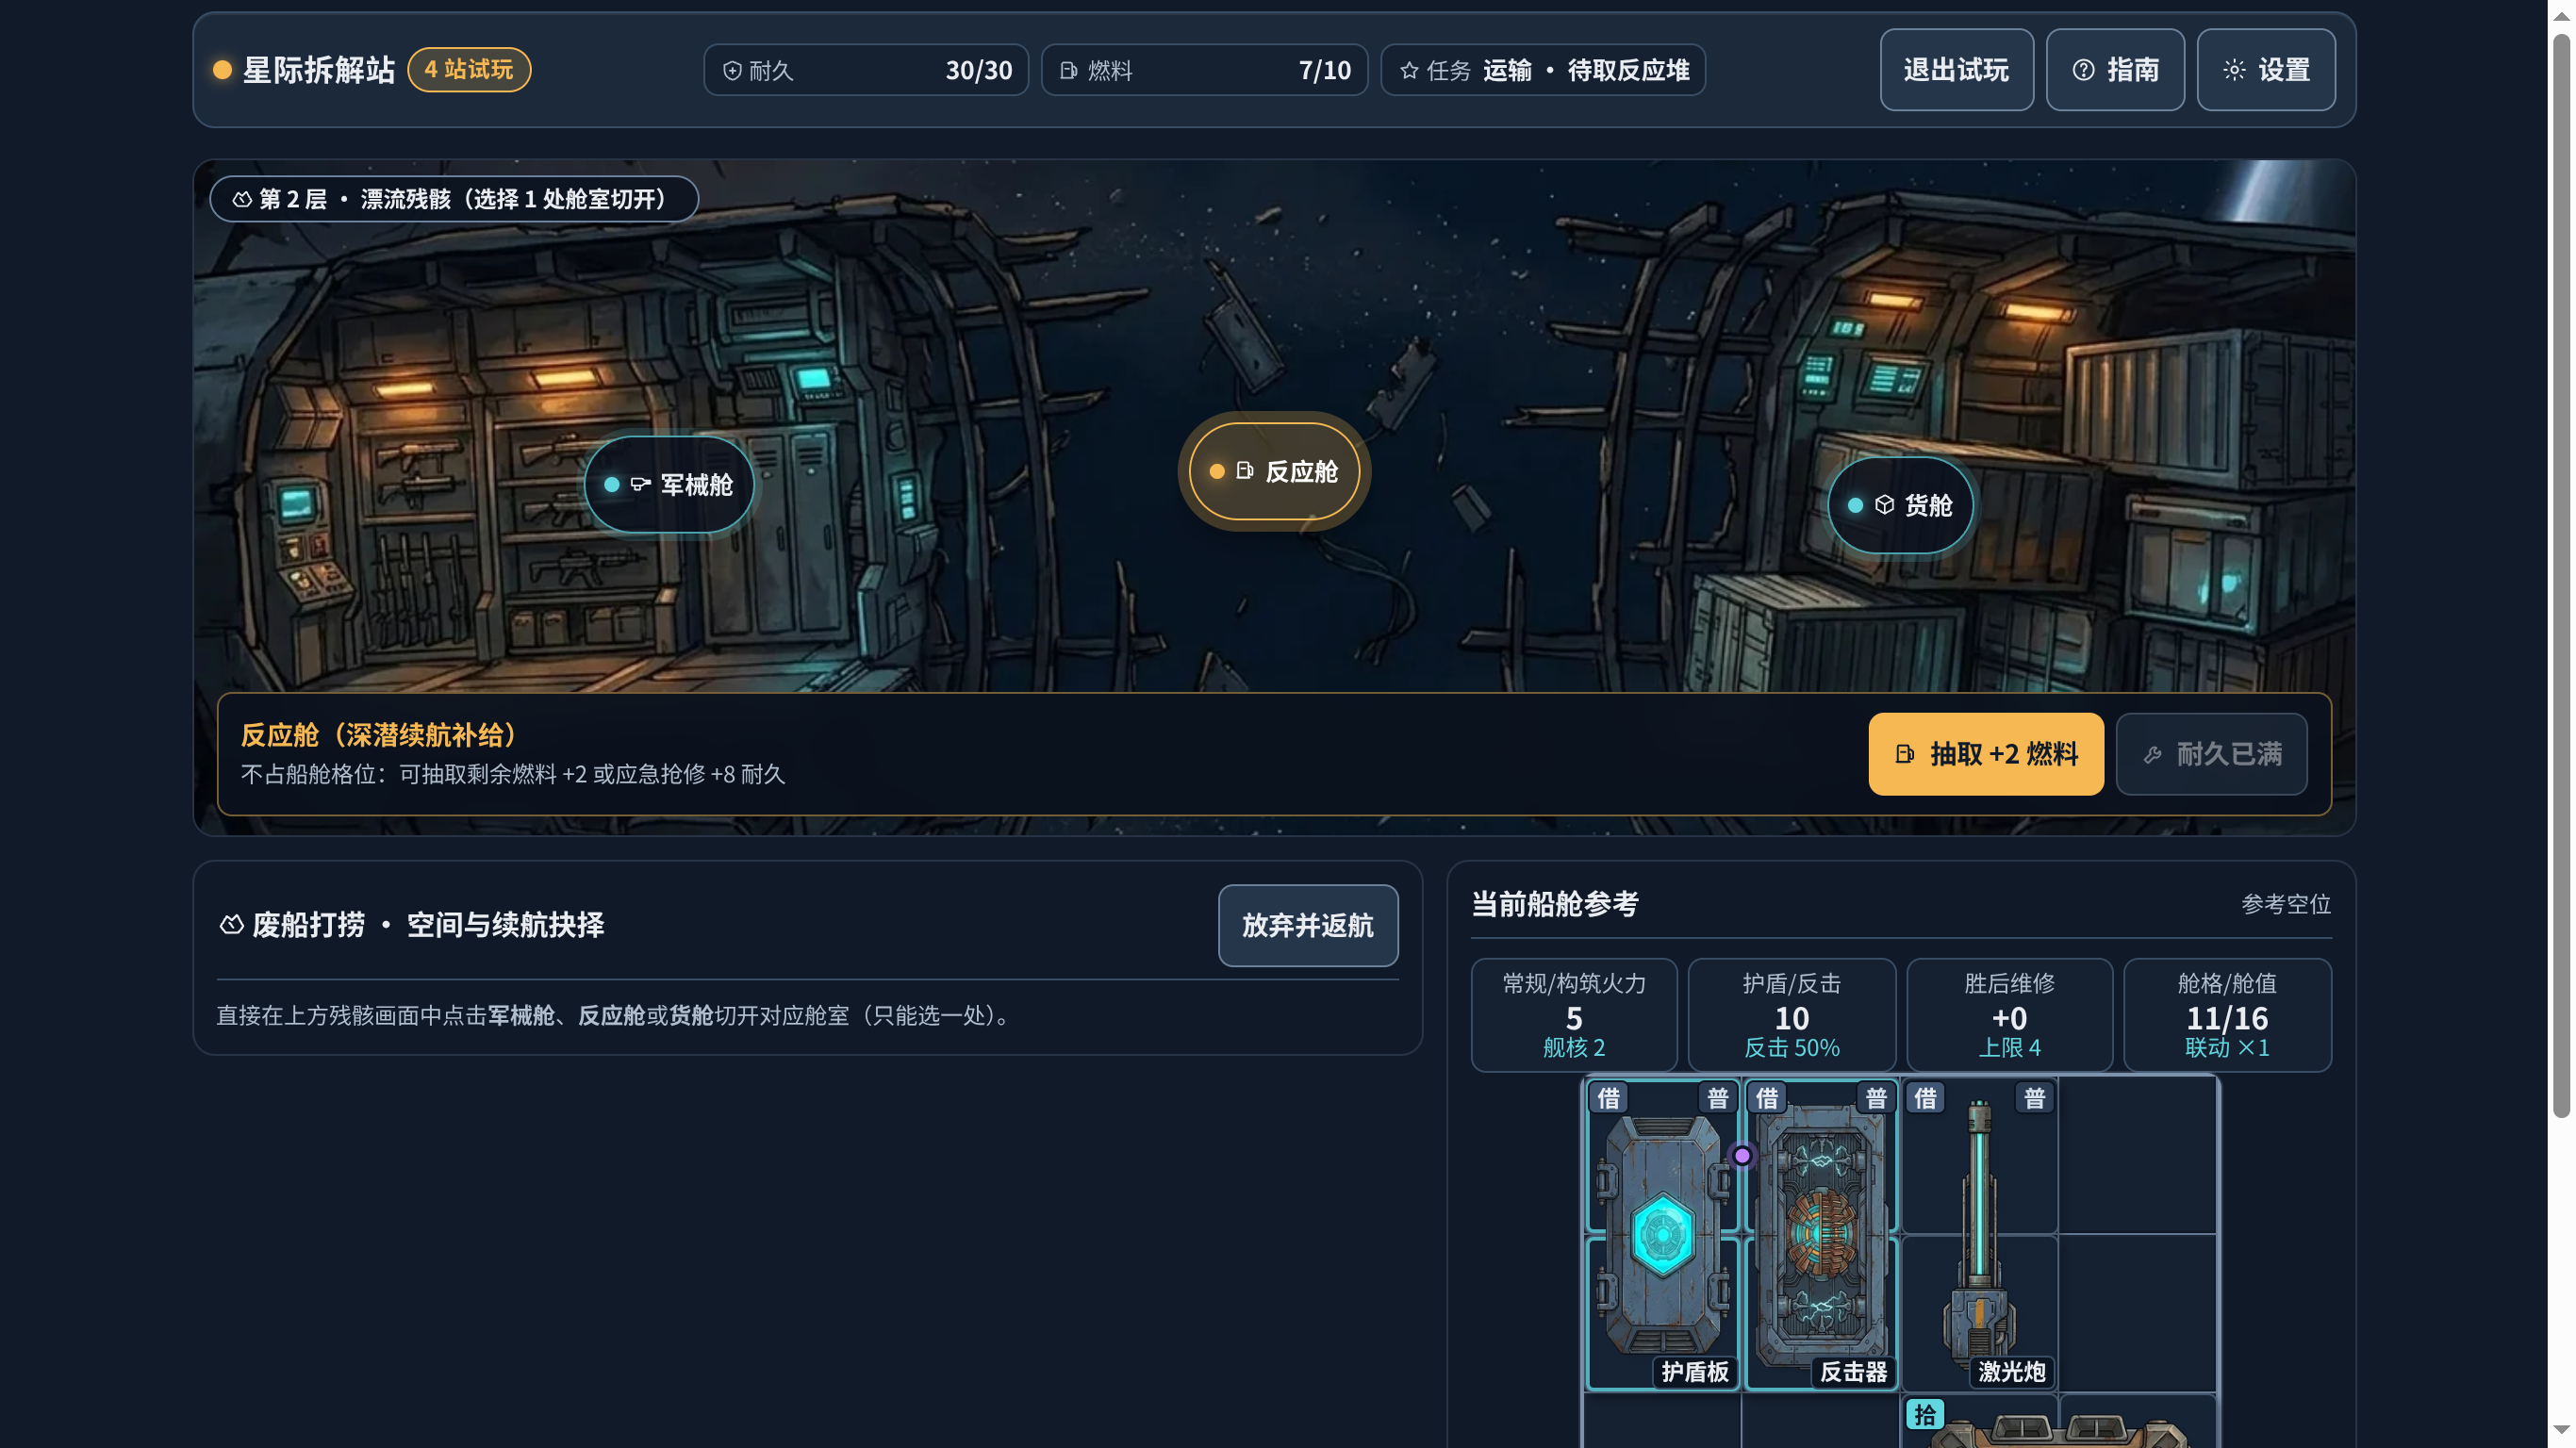 星际拆解站
4 站试玩
耐久 30/30
燃料 7/10
任务 运输 • 待取反应堆
退出试玩
指南
设置
第 2 层 • 漂流残骸（选择 1 处舱室切开）
军械舱
反应舱
货舱
反应舱（深潜续航补给）
不占船舱格位：可抽取剩余燃料 +2 或应急抢修 +8 耐久
抽取 +2 燃料
耐久已满
废船打捞 • 空间与续航抉择
放弃并返航
直接在上方残骸画面中点击军械舱、反应舱或货舱切开对应舱室（只能选一处）。
当前船舱参考
参考空位
常规/构筑火力
5
舰核 2
护盾/反击
10
反击 50%
胜后维修
+0
上限 4
舱格/舱值
11/16
联动 ×1
借 普
借 普
借 普
护盾板
反击器
激光炮
拾